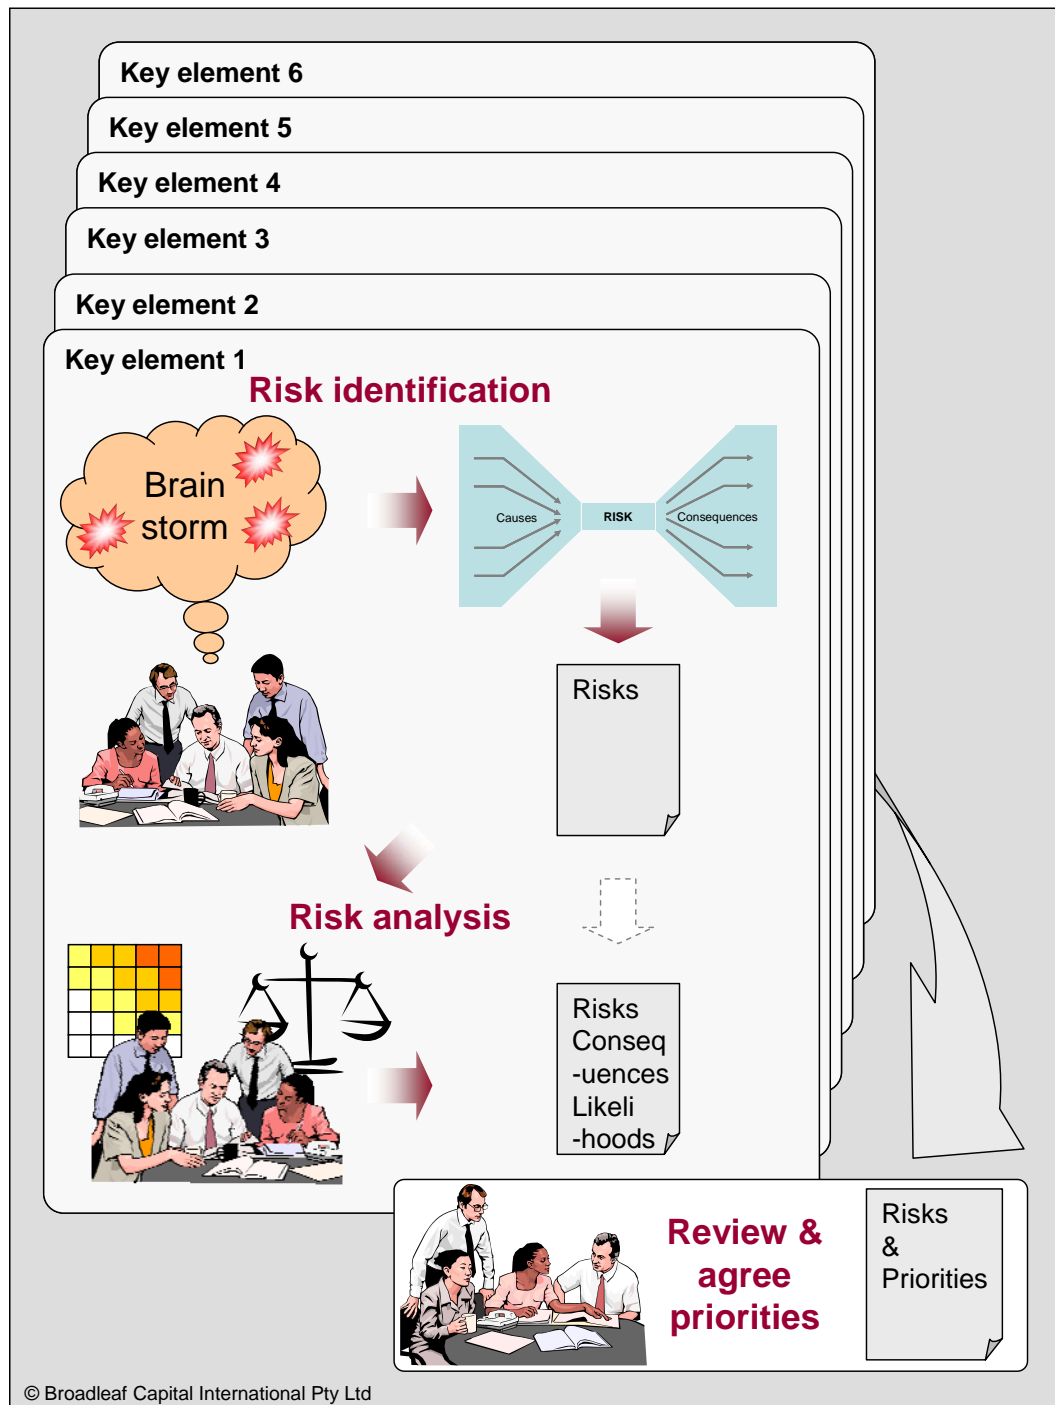 Key element 6
Key element 5
Key element 4
Key element 3
Key element 2
Key element 1
Risk identification
Brain
storm
Causes
RISK
Consequences
Risks
Risk analysis
Risks
Conseq
-uences
Likeli
-hoods
Review &
agree
priorities
Risks
&
Priorities
© Broadleaf Capital International Pty Ltd